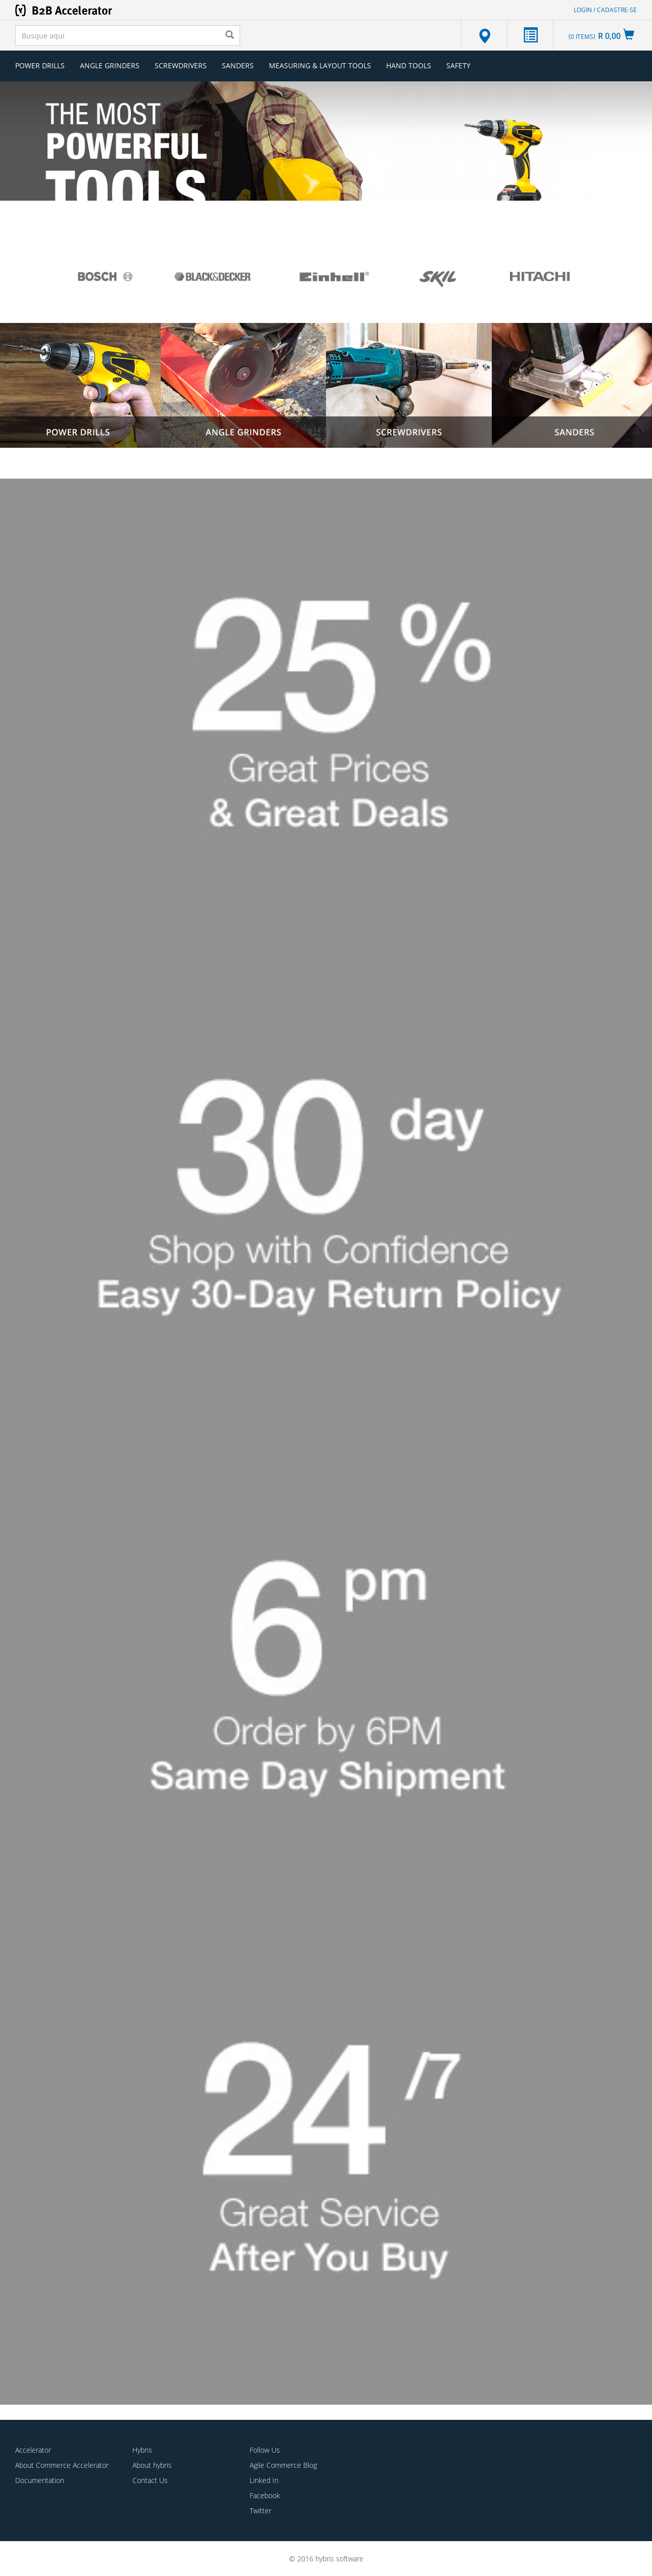 B2B Accelerator
LOGIN / CADASTRE-SE
Busque aqui
(0 ITEMS) R 0,00
POWER DRILLS ANGLE GRINDERS SCREWDRIVERS SANDERS MEASURING & LAYOUT TOOLS HAND TOOLS SAFETY
THE MOST
POWERFUL
TOOLS
BOSCH BLACK&DECKER Einhell® SKIL HITACHI
POWER DRILLS ANGLE GRINDERS SCREWDRIVERS SANDERS
25%
Great Prices
& Great Deals
30 day
Shop with Confidence
Easy 30-Day Return Policy
6 pm
Order by 6PM
Same Day Shipment
24/7
Great Service
After You Buy
Accelerator
About Commerce Accelerator
Documentation
Hybris
About hybris
Contact Us
Follow Us
Agile Commerce Blog
Linked In
Facebook
Twitter
© 2016 hybris software